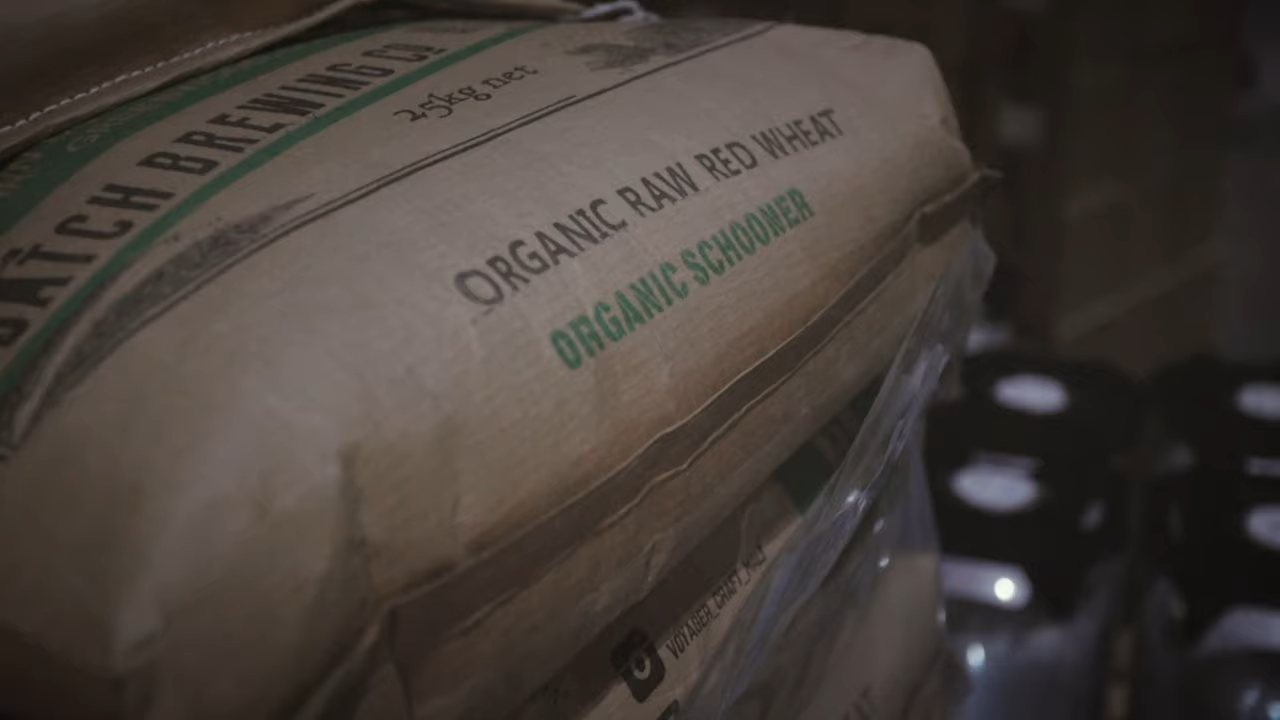 BATCH BREWING CO
25kg net
ORGANIC RAW RED WHEAT
ORGANIC SCHOONER
VOYAGER_CRAFT_MALT